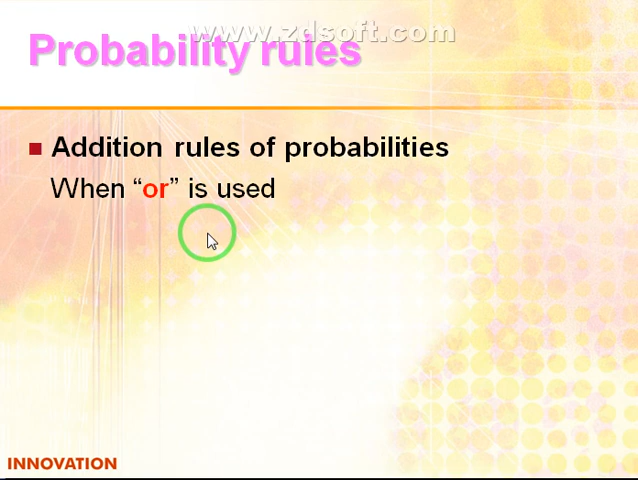 www.zdsoft.com
Probability rules
Addition rules of probabilities
When “or” is used
INNOVATION